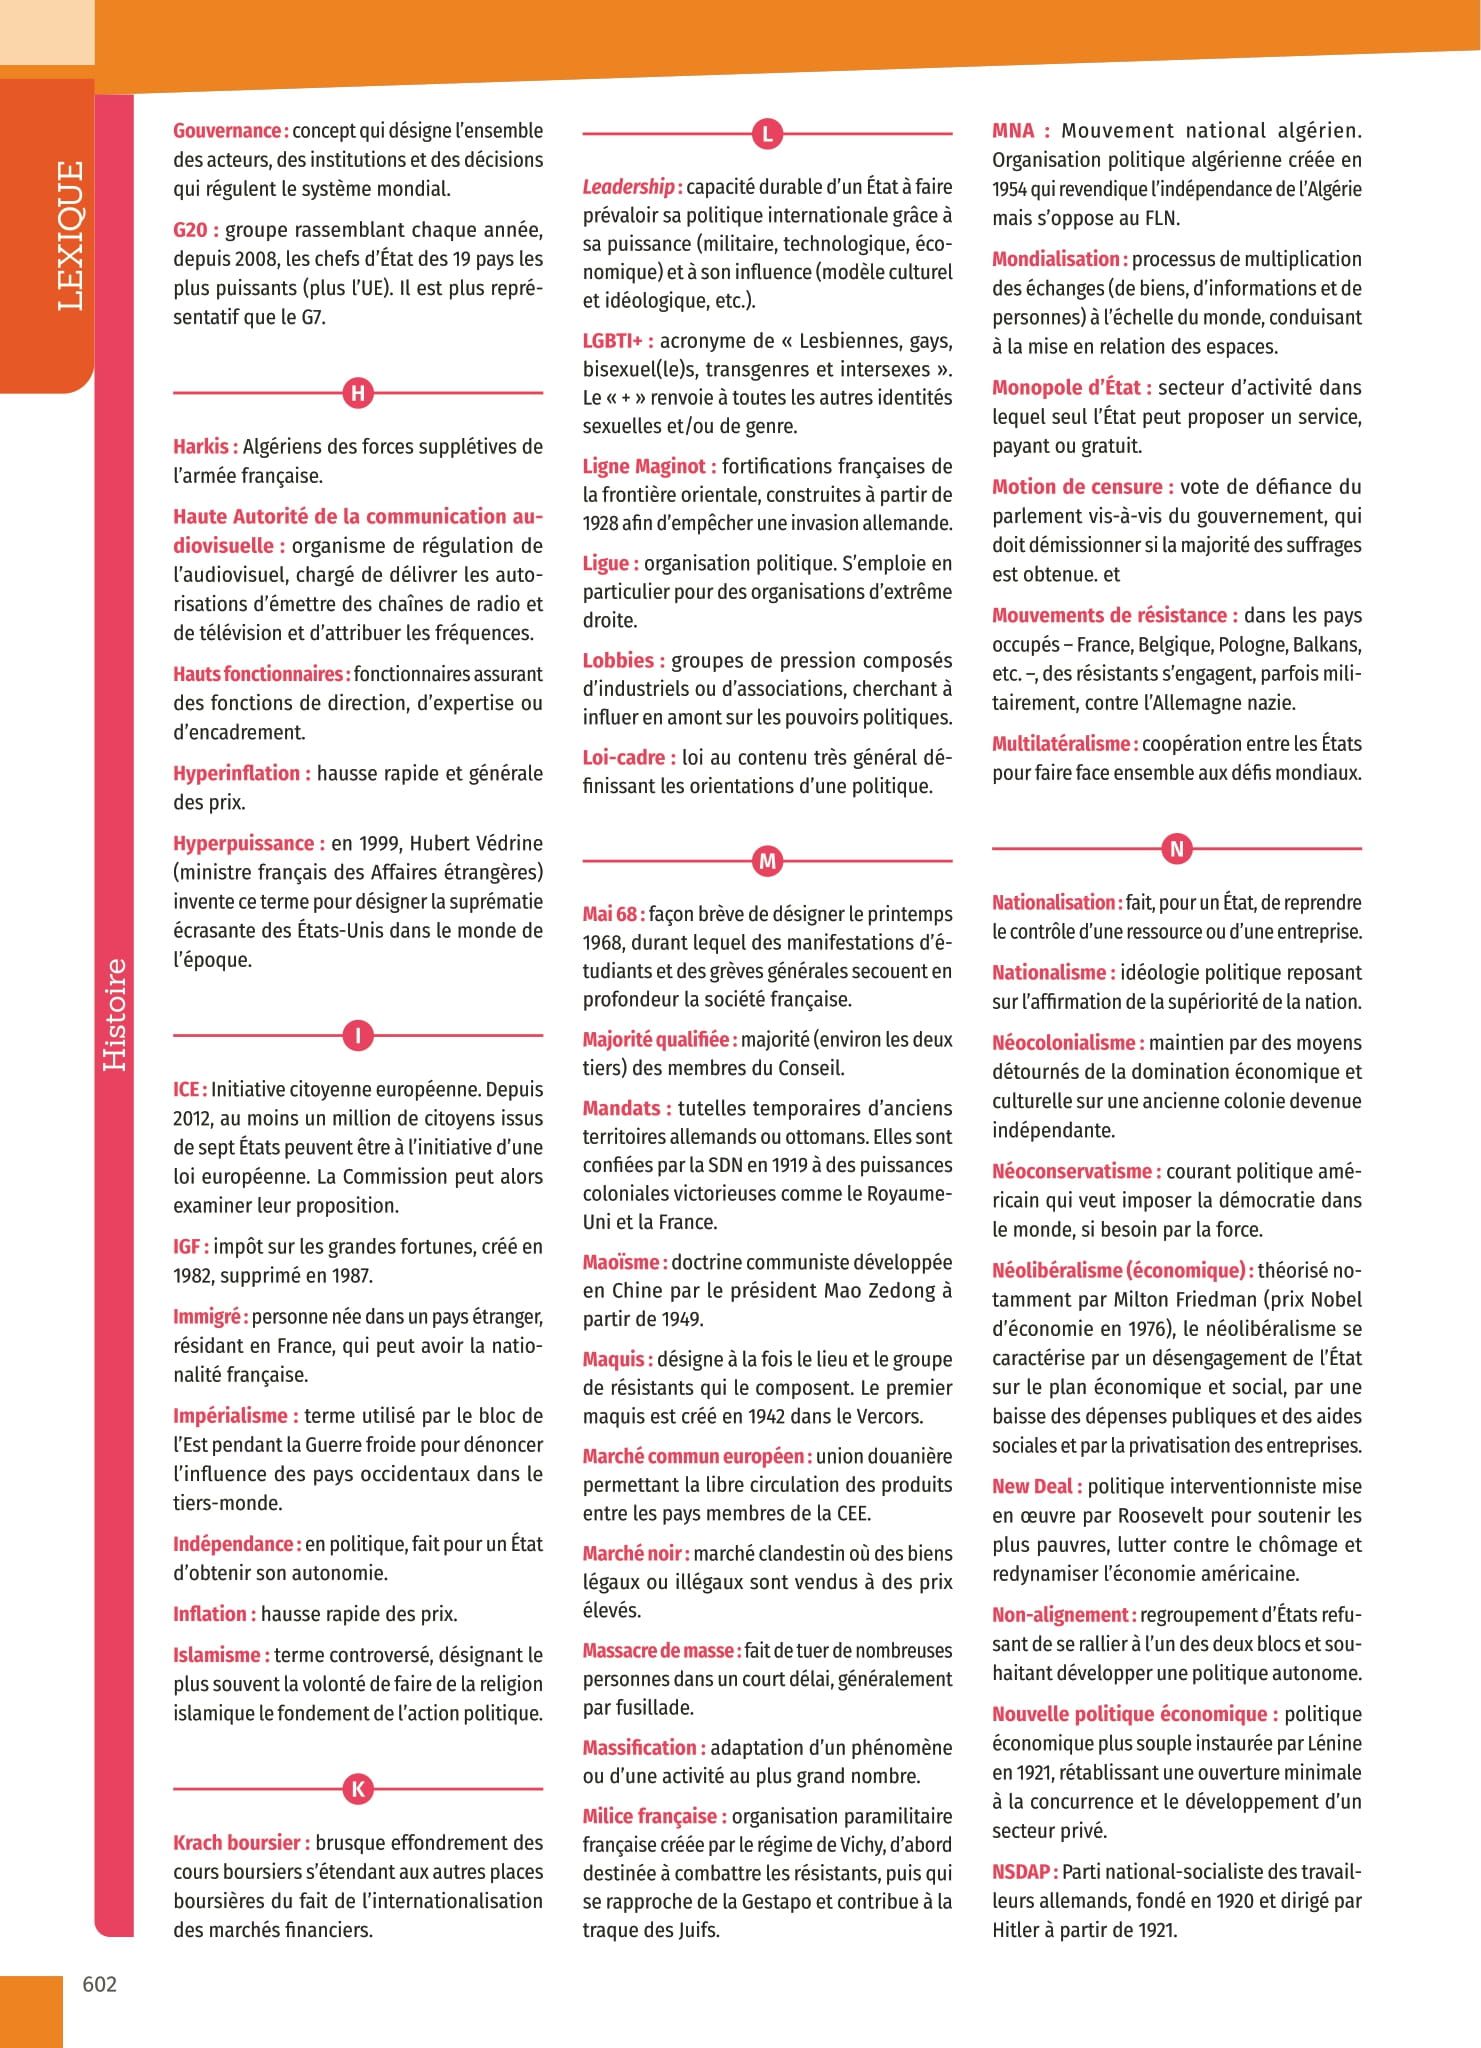 LEXIQUE
Histoire
Gouvernance : concept qui désigne l’ensemble
des acteurs, des institutions et des décisions
qui régulent le système mondial.
G20 : groupe rassemblant chaque année,
depuis 2008, les chefs d’État des 19 pays les
plus puissants (plus l’UE). Il est plus repré-
sentatif que le G7.
H
Harkis : Algériens des forces supplétives de
l’armée française.
Haute Autorité de la communication au-
diovisuelle : organisme de régulation de
l’audiovisuel, chargé de délivrer les auto-
risations d’émettre des chaînes de radio et
de télévision et d’attribuer les fréquences.
Hauts fonctionnaires : fonctionnaires assurant
des fonctions de direction, d’expertise ou
d’encadrement.
Hyperinflation : hausse rapide et générale
des prix.
Hyperpuissance : en 1999, Hubert Védrine
(ministre français des Affaires étrangères)
invente ce terme pour désigner la suprématie
écrasante des États-Unis dans le monde de
l’époque.
I
ICE : Initiative citoyenne européenne. Depuis
2012, au moins un million de citoyens issus
de sept États peuvent être à l’initiative d’une
loi européenne. La Commission peut alors
examiner leur proposition.
IGF : impôt sur les grandes fortunes, créé en
1982, supprimé en 1987.
Immigré : personne née dans un pays étranger,
résidant en France, qui peut avoir la natio-
nalité française.
Impérialisme : terme utilisé par le bloc de
l’Est pendant la Guerre froide pour dénoncer
l’influence des pays occidentaux dans le
tiers-monde.
Indépendance : en politique, fait pour un État
d’obtenir son autonomie.
Inflation : hausse rapide des prix.
Islamisme : terme controversé, désignant le
plus souvent la volonté de faire de la religion
islamique le fondement de l’action politique.
K
Krach boursier : brusque effondrement des
cours boursiers s’étendant aux autres places
boursières du fait de l’internationalisation
des marchés financiers.
L
Leadership : capacité durable d’un État à faire
prévaloir sa politique internationale grâce à
sa puissance (militaire, technologique, éco-
nomique) et à son influence (modèle culturel
et idéologique, etc.).
LGBTI+ : acronyme de « Lesbiennes, gays,
bisexuel(le)s, transgenres et intersexes ».
Le « + » renvoie à toutes les autres identités
sexuelles et/ou de genre.
Ligne Maginot : fortifications françaises de
la frontière orientale, construites à partir de
1928 afin d’empêcher une invasion allemande.
Ligue : organisation politique. S’emploie en
particulier pour des organisations d’extrême
droite.
Lobbies : groupes de pression composés
d’industriels ou d’associations, cherchant à
influer en amont sur les pouvoirs politiques.
Loi-cadre : loi au contenu très général dé-
finissant les orientations d’une politique.
M
Mai 68 : façon brève de désigner le printemps
1968, durant lequel des manifestations d’é-
tudiants et des grèves générales secouent en
profondeur la société française.
Majorité qualifiée : majorité (environ les deux
tiers) des membres du Conseil.
Mandats : tutelles temporaires d’anciens
territoires allemands ou ottomans. Elles sont
confiées par la SDN en 1919 à des puissances
coloniales victorieuses comme le Royaume-
Uni et la France.
Maoïsme : doctrine communiste développée
en Chine par le président Mao Zedong à
partir de 1949.
Maquis : désigne à la fois le lieu et le groupe
de résistants qui le composent. Le premier
maquis est créé en 1942 dans le Vercors.
Marché commun européen : union douanière
permettant la libre circulation des produits
entre les pays membres de la CEE.
Marché noir : marché clandestin où des biens
légaux ou illégaux sont vendus à des prix
élevés.
Massacre de masse : fait de tuer de nombreuses
personnes dans un court délai, généralement
par fusillade.
Massification : adaptation d’un phénomène
ou d’une activité au plus grand nombre.
Milice française : organisation paramilitaire
française créée par le régime de Vichy, d’abord
destinée à combattre les résistants, puis qui
se rapproche de la Gestapo et contribue à la
traque des Juifs.
MNA : Mouvement national algérien.
Organisation politique algérienne créée en
1954 qui revendique l’indépendance de l’Algérie
mais s’oppose au FLN.
Mondialisation : processus de multiplication
des échanges (de biens, d’informations et de
personnes) à l’échelle du monde, conduisant
à la mise en relation des espaces.
Monopole d’État : secteur d’activité dans
lequel seul l’État peut proposer un service,
payant ou gratuit.
Motion de censure : vote de défiance du
parlement vis-à-vis du gouvernement, qui
doit démissionner si la majorité des suffrages
est obtenue. et
Mouvements de résistance : dans les pays
occupés – France, Belgique, Pologne, Balkans,
etc. –, des résistants s’engagent, parfois mili-
tairement, contre l’Allemagne nazie.
Multilatéralisme : coopération entre les États
pour faire face ensemble aux défis mondiaux.
N
Nationalisation : fait, pour un État, de reprendre
le contrôle d’une ressource ou d’une entreprise.
Nationalisme : idéologie politique reposant
sur l’affirmation de la supériorité de la nation.
Néocolonialisme : maintien par des moyens
détournés de la domination économique et
culturelle sur une ancienne colonie devenue
indépendante.
Néoconservatisme : courant politique amé-
ricain qui veut imposer la démocratie dans
le monde, si besoin par la force.
Néolibéralisme (économique) : théorisé no-
tamment par Milton Friedman (prix Nobel
d’économie en 1976), le néolibéralisme se
caractérise par un désengagement de l’État
sur le plan économique et social, par une
baisse des dépenses publiques et des aides
sociales et par la privatisation des entreprises.
New Deal : politique interventionniste mise
en œuvre par Roosevelt pour soutenir les
plus pauvres, lutter contre le chômage et
redynamiser l’économie américaine.
Non-alignement : regroupement d’États refu-
sant de se rallier à l’un des deux blocs et sou-
haitant développer une politique autonome.
Nouvelle politique économique : politique
économique plus souple instaurée par Lénine
en 1921, rétablissant une ouverture minimale
à la concurrence et le développement d’un
secteur privé.
NSDAP : Parti national-socialiste des travail-
leurs allemands, fondé en 1920 et dirigé par
Hitler à partir de 1921.
602